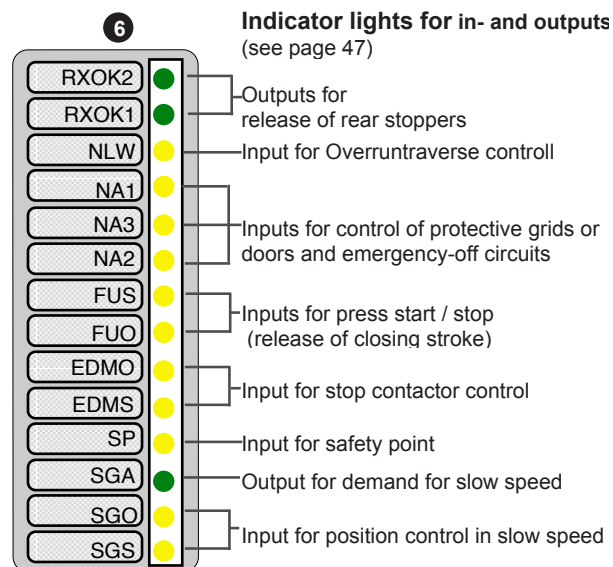 6
Indicator lights for in- and outputs
(see page 47)
RXOK2
RXOK1
Outputs for
release of rear stoppers
NLW
Input for Overruntraverse controll
NA1
NA3
NA2
Inputs for control of protective grids or
doors and emergency-off circuits
FUS
FUO
Inputs for press start / stop
(release of closing stroke)
EDMO
EDMS
Input for stop contactor control
SP
Input for safety point
SGA
Output for demand for slow speed
SGO
SGS
Input for position control in slow speed